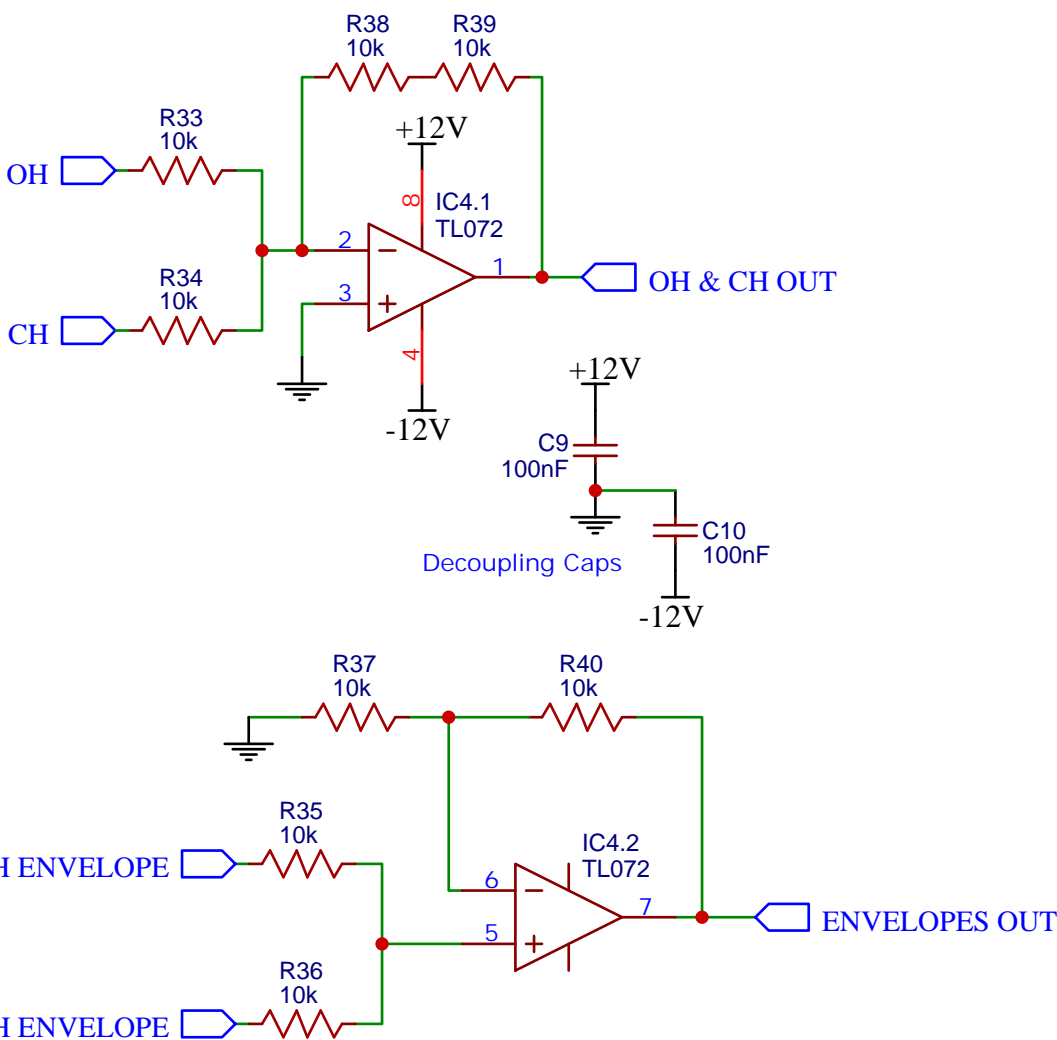 R38
10k
R39
10k
R33
10k
+12V
OH
8
IC4.1
TL072
2
1
OH & CH OUT
R34
10k
3
CH
4
-12V
+12V
C9
100nF
C10
100nF
Decoupling Caps
-12V
R37
10k
R40
10k
R35
10k
IC4.2
TL072
H ENVELOPE
6
7
ENVELOPES OUT
5
R36
10k
H ENVELOPE